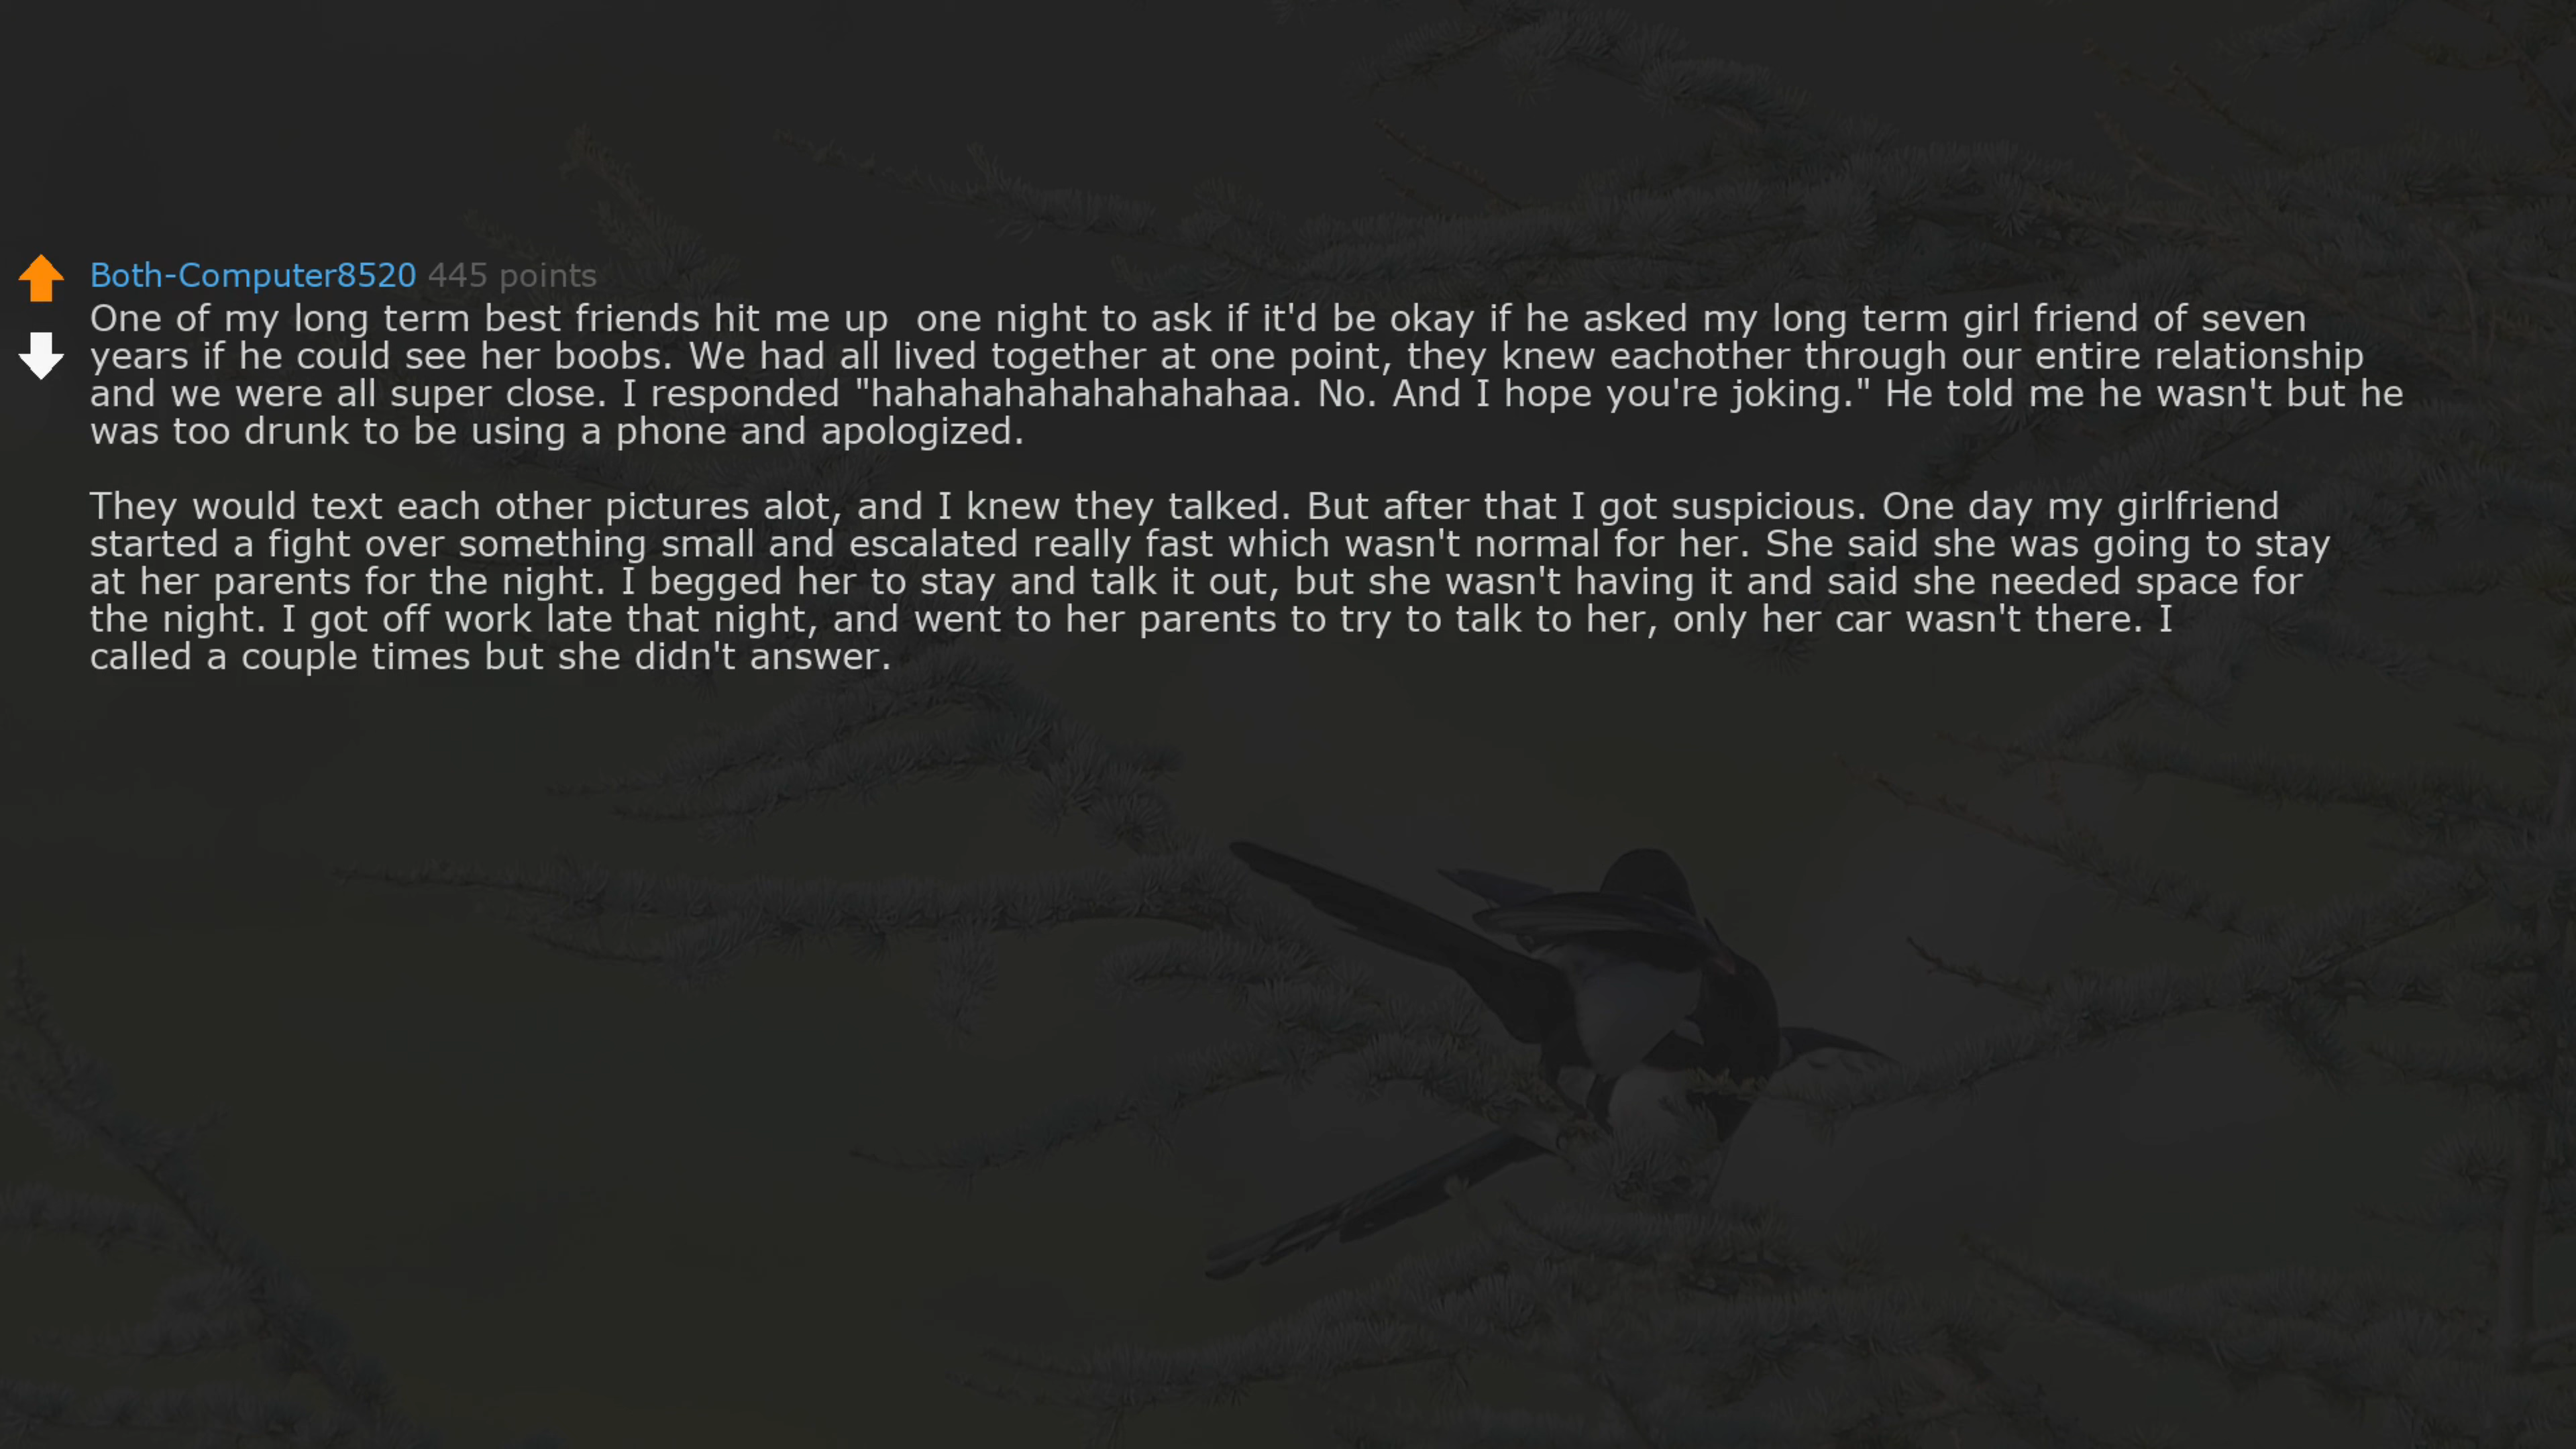 Both-Computer8520 445 points
One of my long term best friends hit me up  one night to ask if it'd be okay if he asked my long term girl friend of seven
years if he could see her boobs. We had all lived together at one point, they knew eachother through our entire relationship
and we were all super close. I responded "hahahahahahahahahaa. No. And I hope you're joking." He told me he wasn't but he
was too drunk to be using a phone and apologized.
They would text each other pictures alot, and I knew they talked. But after that I got suspicious. One day my girlfriend
started a fight over something small and escalated really fast which wasn't normal for her. She said she was going to stay
at her parents for the night. I begged her to stay and talk it out, but she wasn't having it and said she needed space for
the night. I got off work late that night, and went to her parents to try to talk to her, only her car wasn't there. I
called a couple times but she didn't answer.